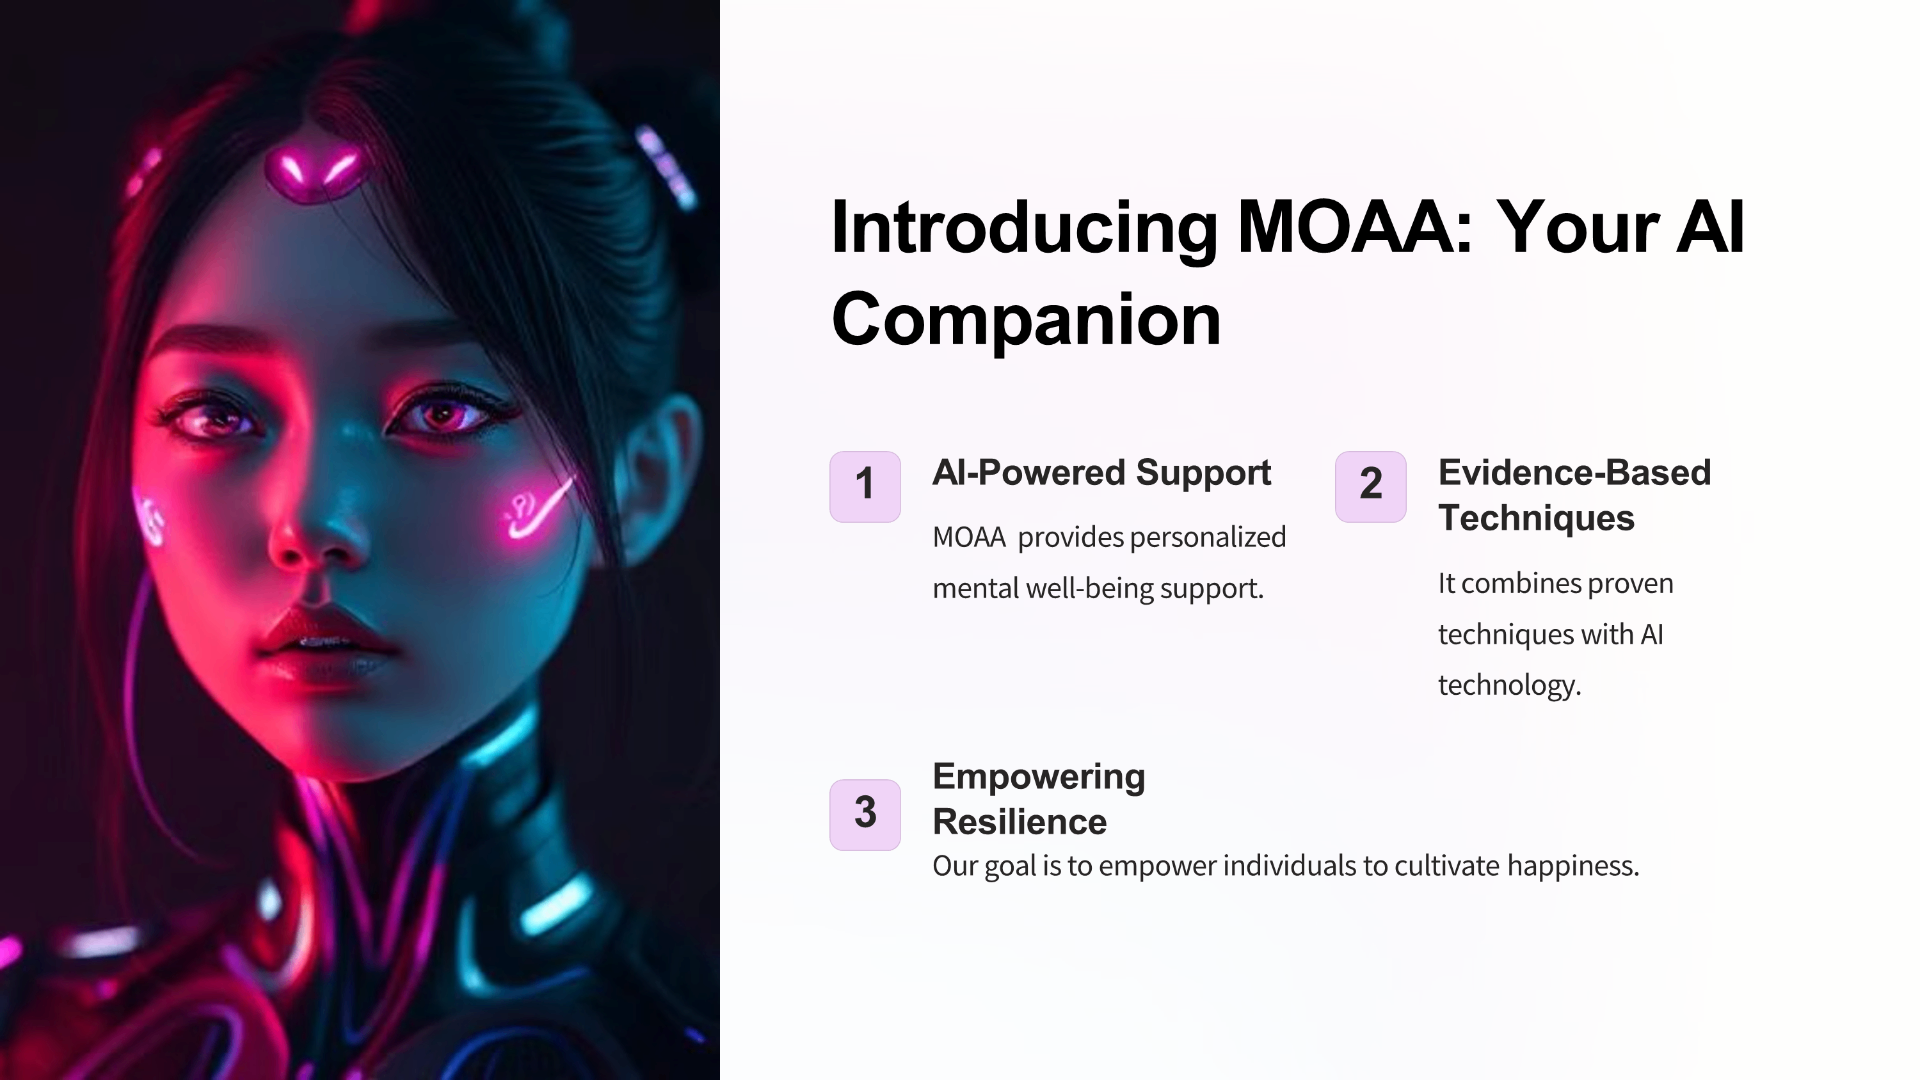 Introducing MOAA: Your AI
Companion
1
AI-Powered Support
MOAA  provides personalized
mental well-being support.
2
Evidence-Based
Techniques
It combines proven
techniques with AI
technology.
3
Empowering
Resilience
Our goal is to empower individuals to cultivate happiness.